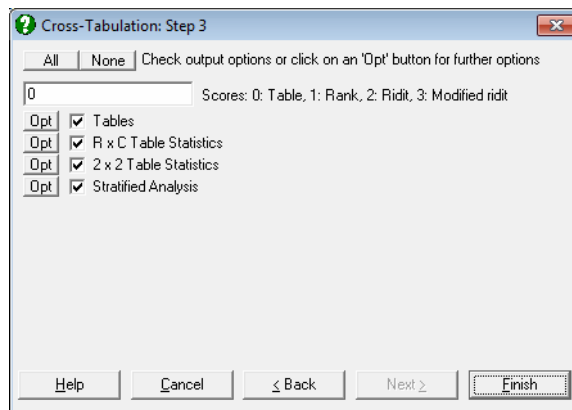 Cross-Tabulation: Step 3
All None Check output options or click on an 'Opt' button for further options
0 Scores: 0: Table, 1: Rank, 2: Ridit, 3: Modified ridit
Opt Tables
Opt R x C Table Statistics
Opt 2 x 2 Table Statistics
Opt Stratified Analysis
Help Cancel < Back Next > Finish